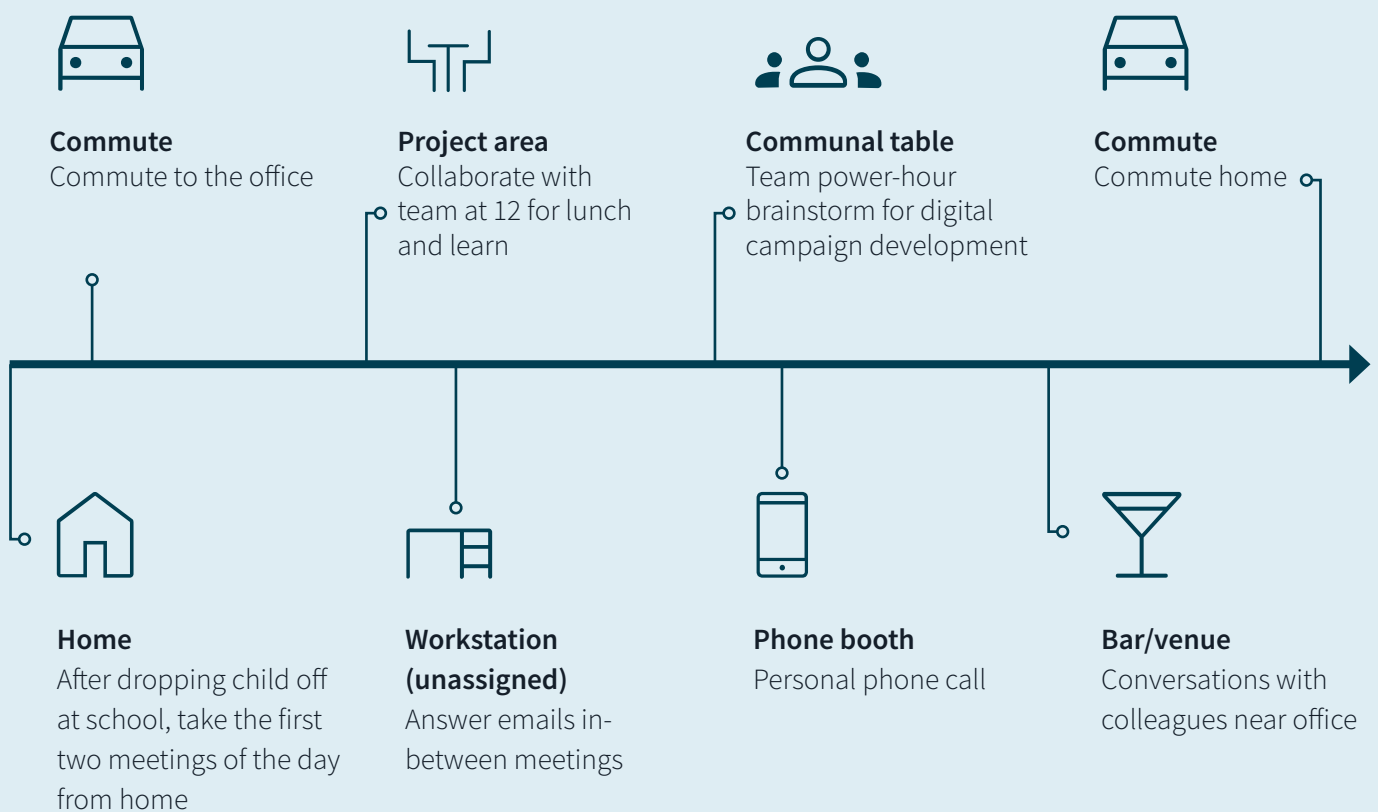 Commute
Commute to the office
Project area
Collaborate with
team at 12 for lunch
and learn
Communal table
Team power-hour
brainstorm for digital
campaign development
Commute
Commute home
Home
After dropping child off
at school, take the first
two meetings of the day
from home
Workstation
(unassigned)
Answer emails in-
between meetings
Phone booth
Personal phone call
Bar/venue
Conversations with
colleagues near office